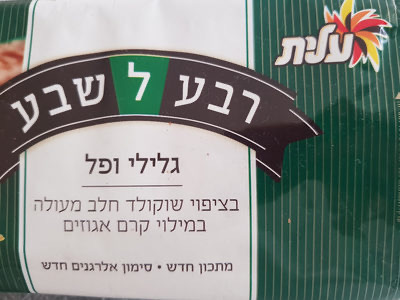 עלית
רבע ל שבע
גלילי ופל
בציפוי שוקולד חלב מעולה
במילוי קרם אגוזים
מתכון חדש • סימון אלרגנים חדש